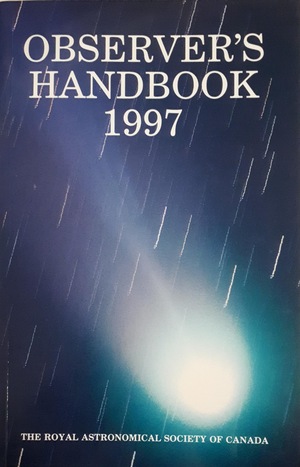 OBSERVER'S
HANDBOOK
1997
THE ROYAL ASTRONOMICAL SOCIETY OF CANADA